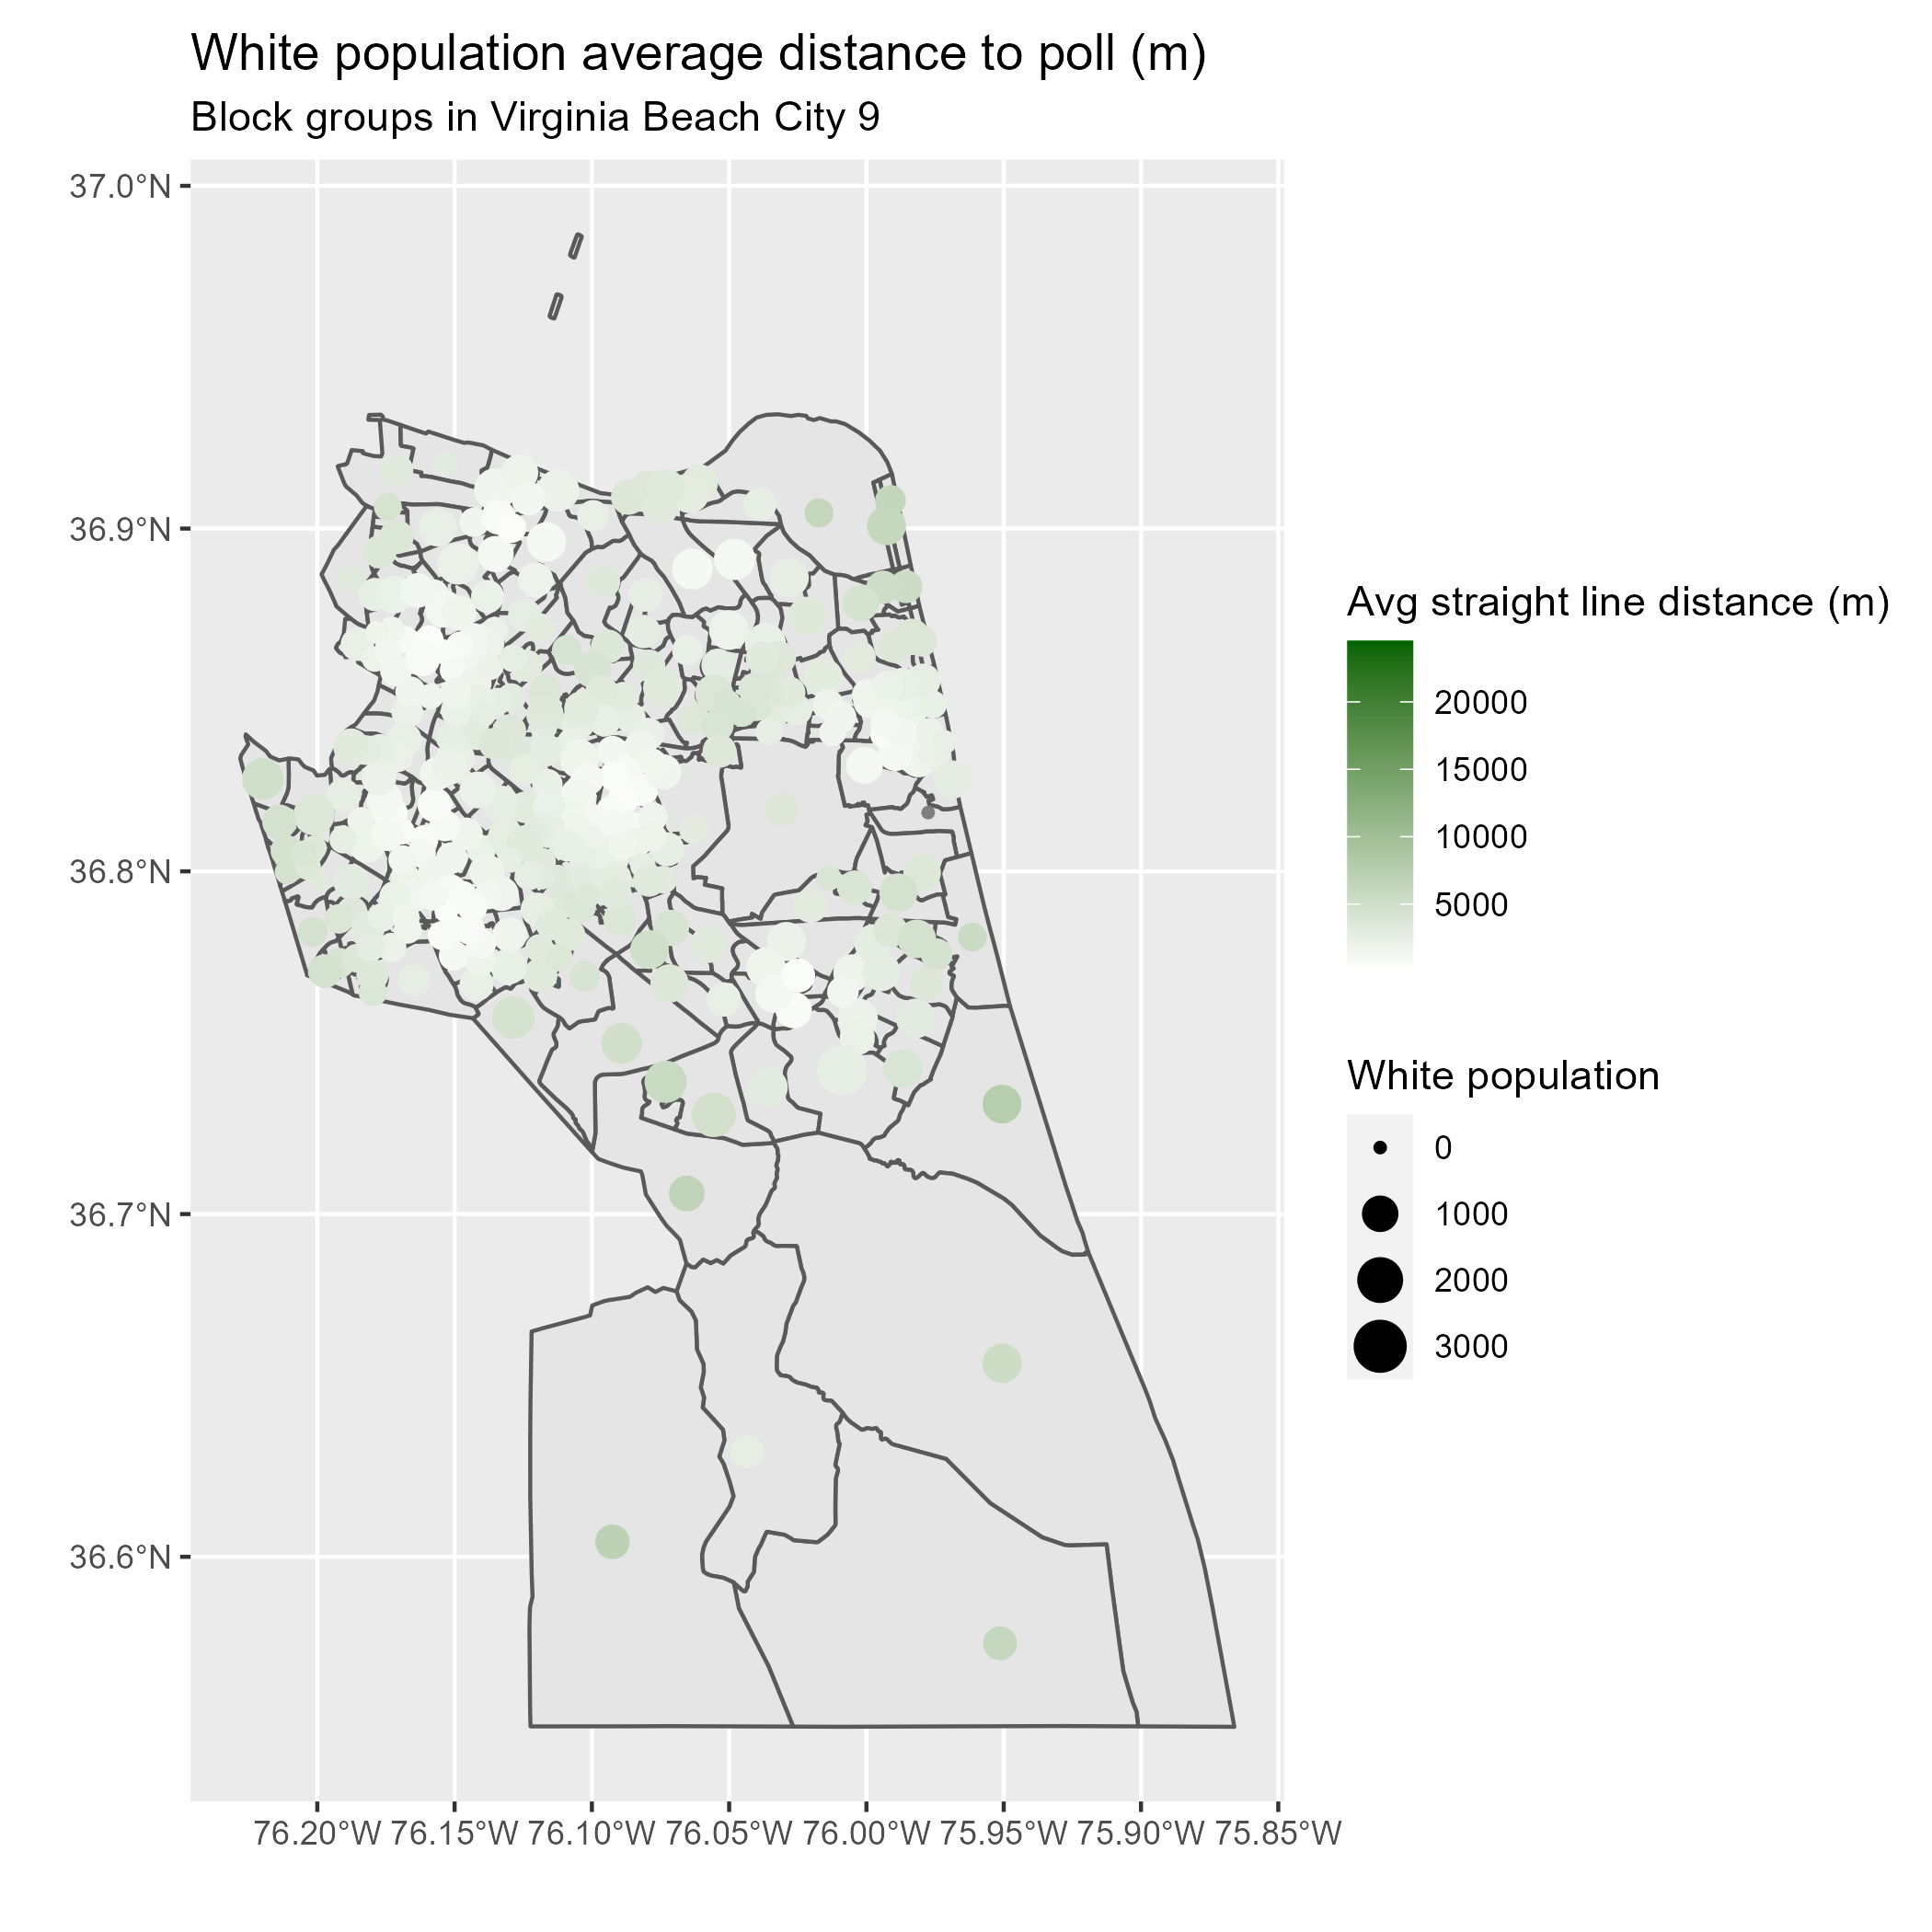 White population average distance to poll (m)
Block groups in Virginia Beach City 9
37.0°N
36.9°N
36.8°N
36.7°N
36.6°N
76.20°W 76.15°W 76.10°W 76.05°W 76.00°W 75.95°W 75.90°W 75.85°W
Avg straight line distance (m)
20000
15000
10000
5000
White population
0
1000
2000
3000